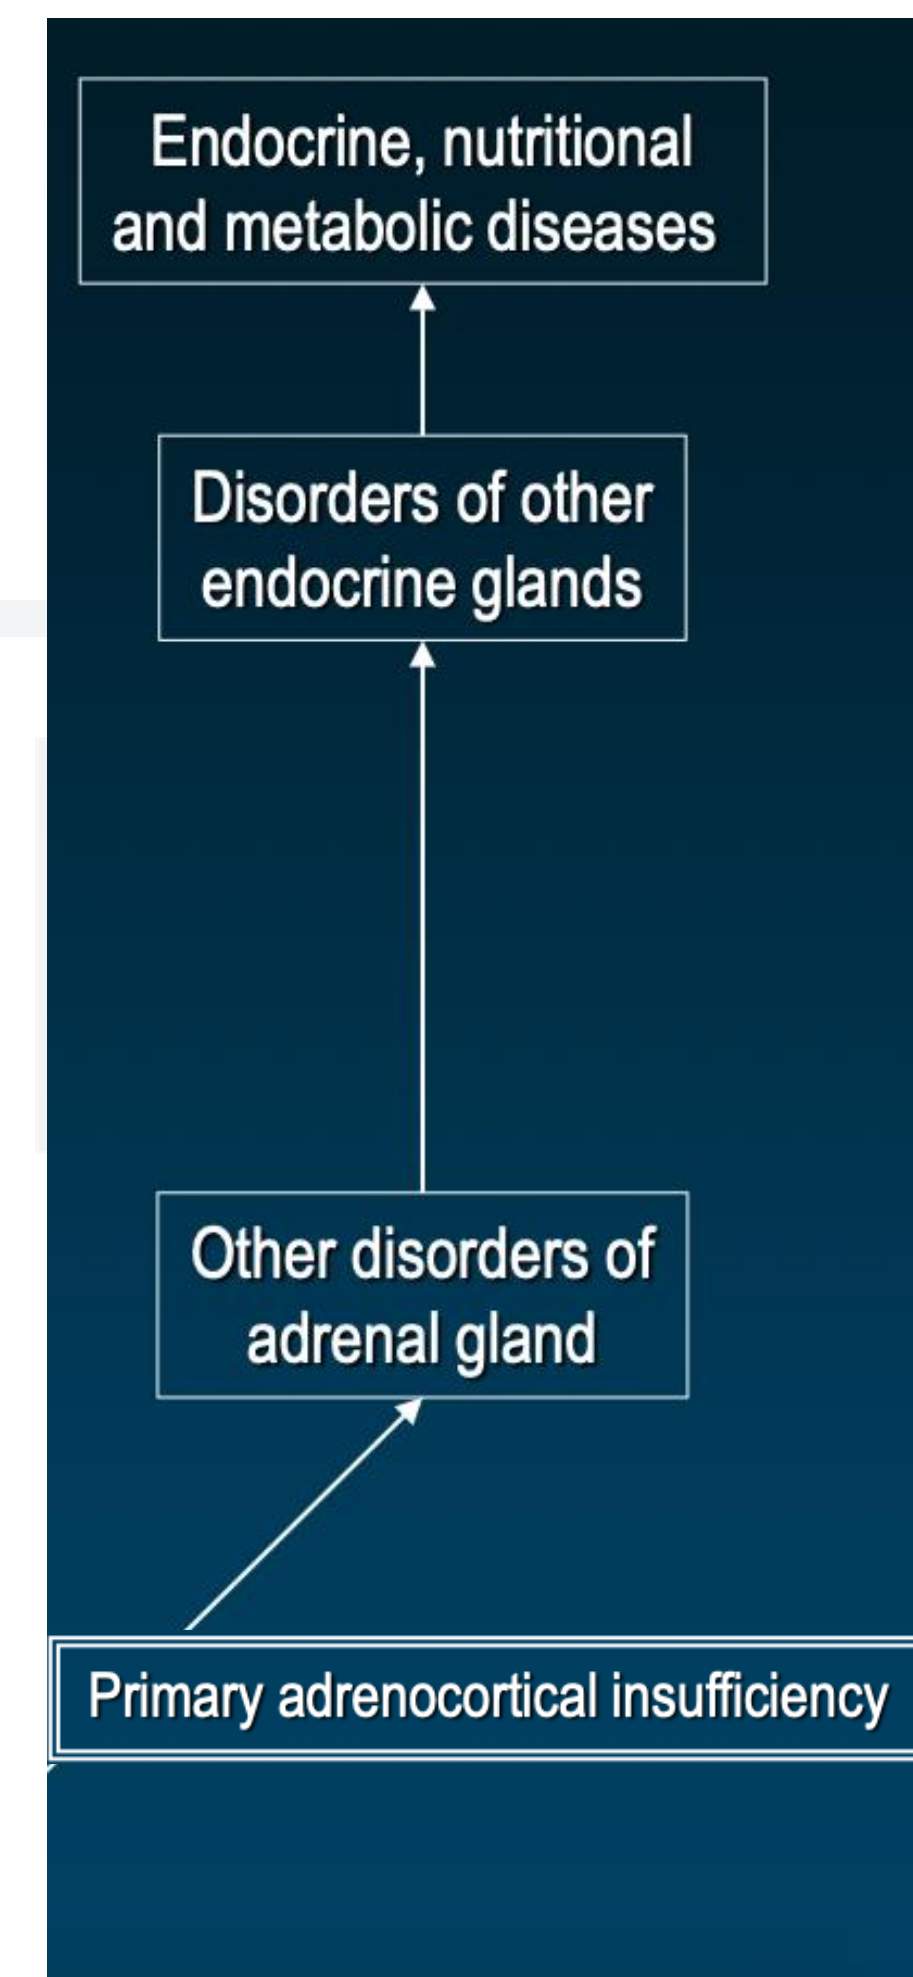 Endocrine, nutritional
and metabolic diseases
Disorders of other
endocrine glands
Other disorders of
adrenal gland
Primary adrenocortical insufficiency